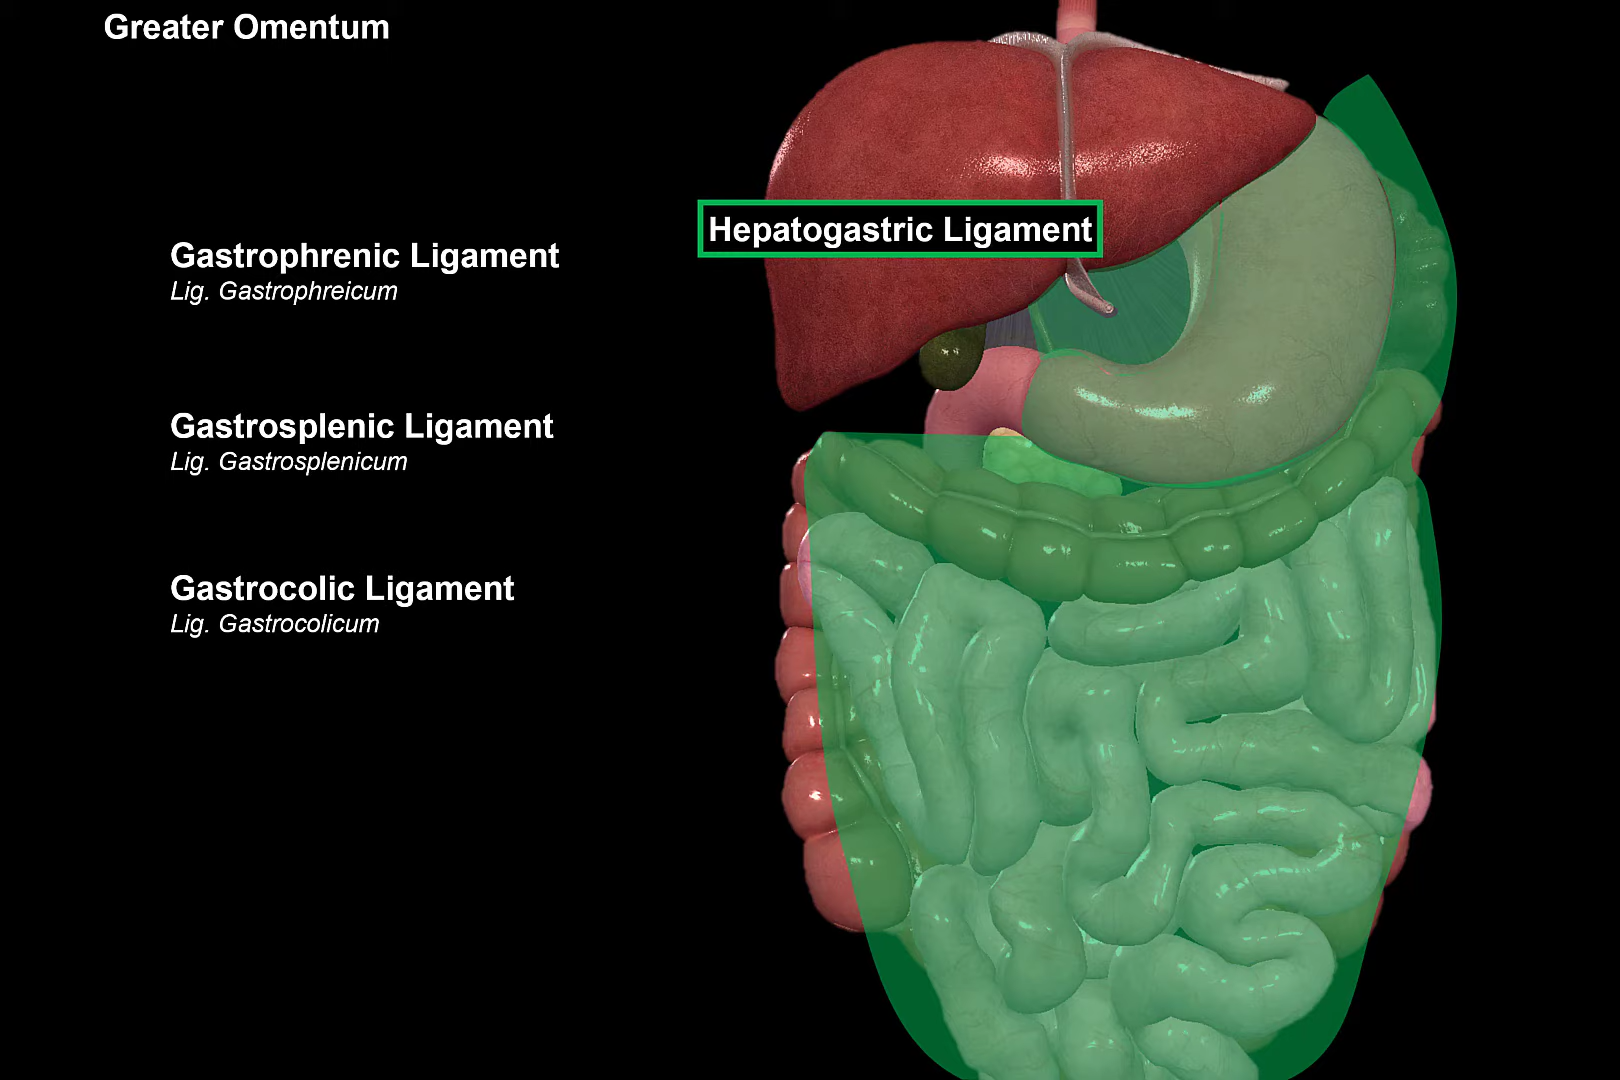 Greater Omentum
Hepatogastric Ligament
Gastrophrenic Ligament
Lig. Gastrophreicum
Gastrosplenic Ligament
Lig. Gastrosplenicum
Gastrocolic Ligament
Lig. Gastrocolicum